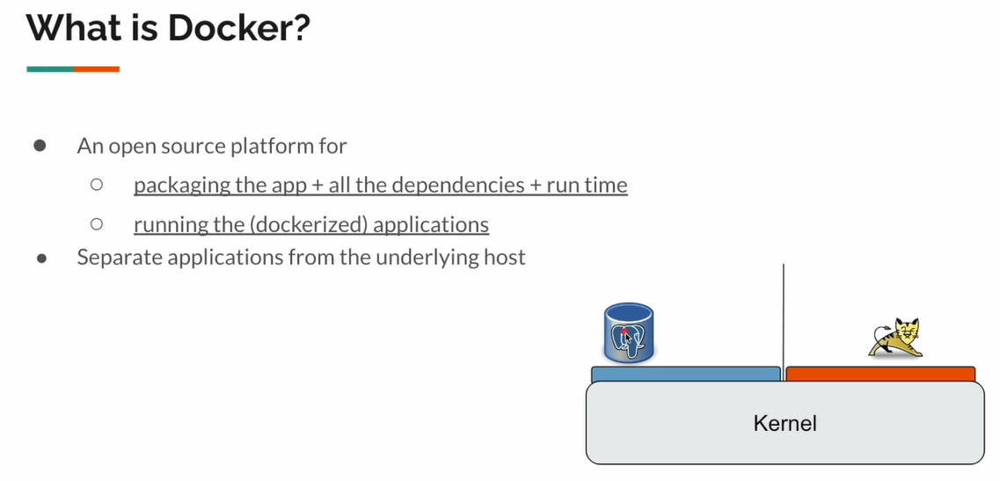 What is Docker?
An open source platform for
packaging the app + all the dependencies + run time
running the (dockerized) applications
Separate applications from the underlying host
Kernel